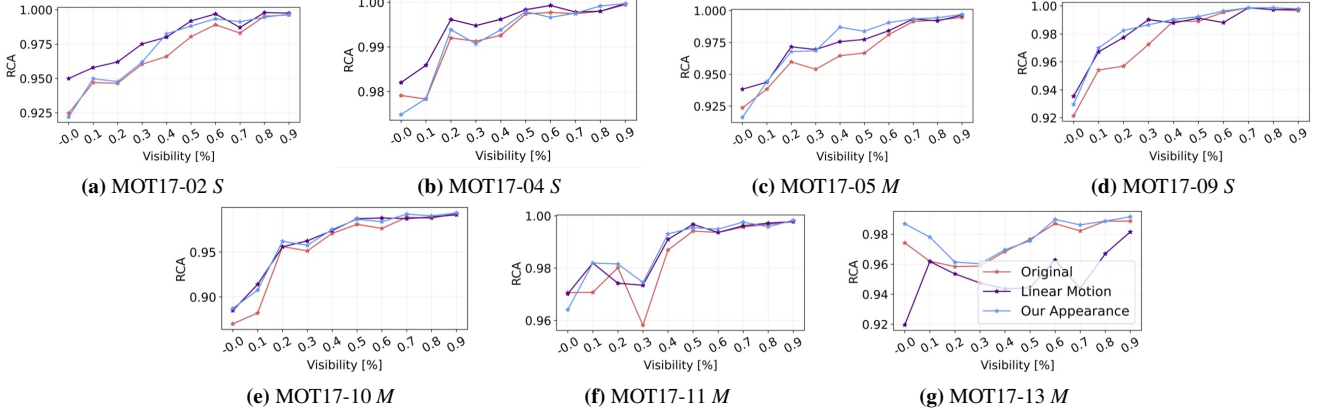 1.000
0.975
0.950
0.925
RCA
-0.0 0.1 0.2 0.3 0.4 0.5 0.6 0.7 0.8 0.9
Visibility [%]
(a) MOT17-02 S
1.00
0.99
0.98
RCA
-0.0 0.1 0.2 0.3 0.4 0.5 0.6 0.7 0.8 0.9
Visibility [%]
(b) MOT17-04 S
1.000
0.975
0.950
0.925
RCA
-0.0 0.1 0.2 0.3 0.4 0.5 0.6 0.7 0.8 0.9
Visibility [%]
(c) MOT17-05 M
1.00
0.98
0.96
0.94
0.92
RCA
-0.0 0.1 0.2 0.3 0.4 0.5 0.6 0.7 0.8 0.9
Visibility [%]
(d) MOT17-09 S
0.95
0.90
RCA
-0.0 0.1 0.2 0.3 0.4 0.5 0.6 0.7 0.8 0.9
Visibility [%]
(e) MOT17-10 M
1.00
0.98
0.96
RCA
-0.0 0.1 0.2 0.3 0.4 0.5 0.6 0.7 0.8 0.9
Visibility [%]
(f) MOT17-11 M
0.98
0.96
0.94
0.92
RCA
Original
Linear Motion
Our Appearance
-0.0 0.1 0.2 0.3 0.4 0.5 0.6 0.7 0.8 0.9
Visibility [%]
(g) MOT17-13 M